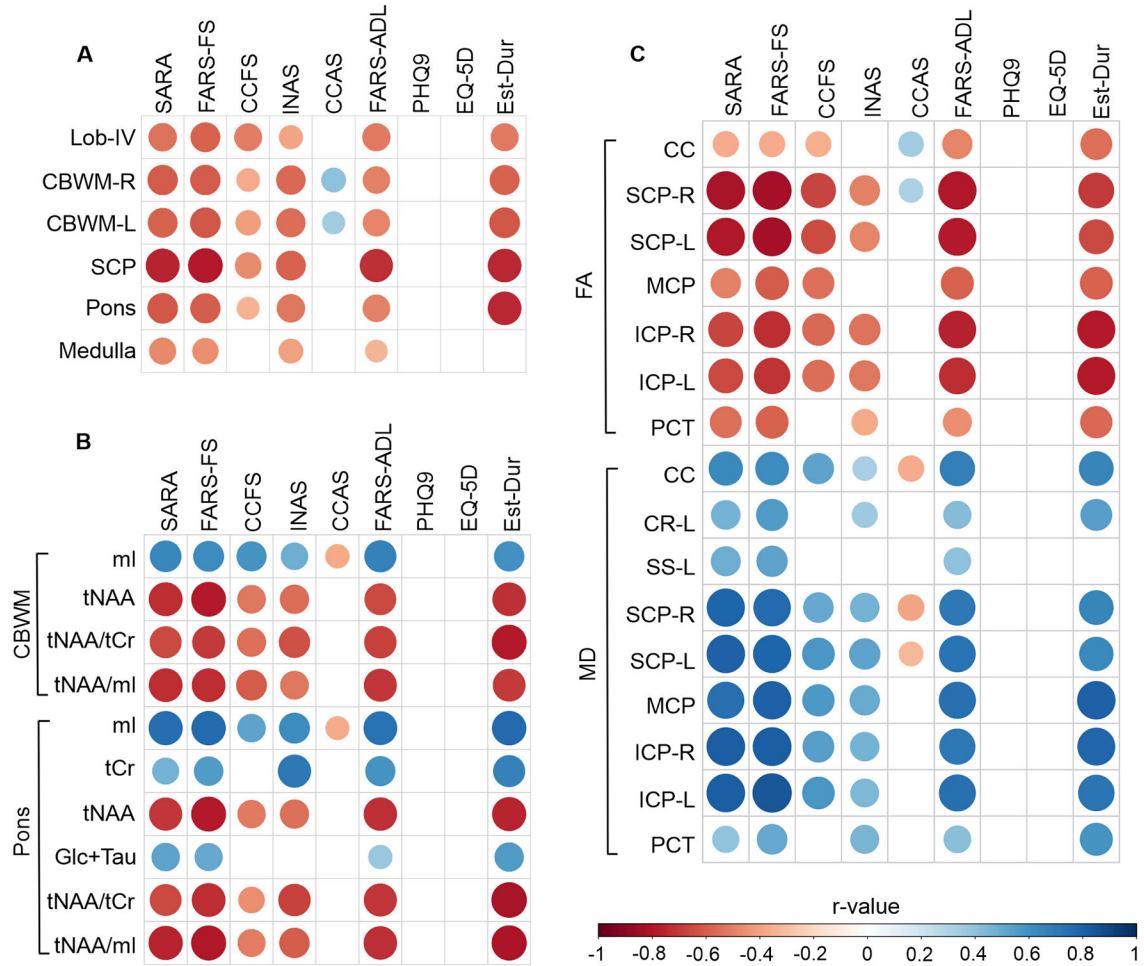 A
SARA
FARS-FS
CCFS
INAS
CCAS
FARS-ADL
PHQ9
EQ-5D
Est-Dur
Lob-IV
CBWM-R
CBWM-L
SCP
Pons
Medulla
B
SARA
FARS-FS
CCFS
INAS
CCAS
FARS-ADL
PHQ9
EQ-5D
Est-Dur
CBWM
mI
tNAA
tNAA/tCr
tNAA/mI
Pons
mI
tCr
tNAA
Glc+Tau
tNAA/tCr
tNAA/mI
C
SARA
FARS-FS
CCFS
INAS
CCAS
FARS-ADL
PHQ9
EQ-5D
Est-Dur
FA
CC
SCP-R
SCP-L
MCP
ICP-R
ICP-L
PCT
MD
CC
CR-L
SS-L
SCP-R
SCP-L
MCP
ICP-R
ICP-L
PCT
r-value
-1 -0.8 -0.6 -0.4 -0.2 0 0.2 0.4 0.6 0.8 1